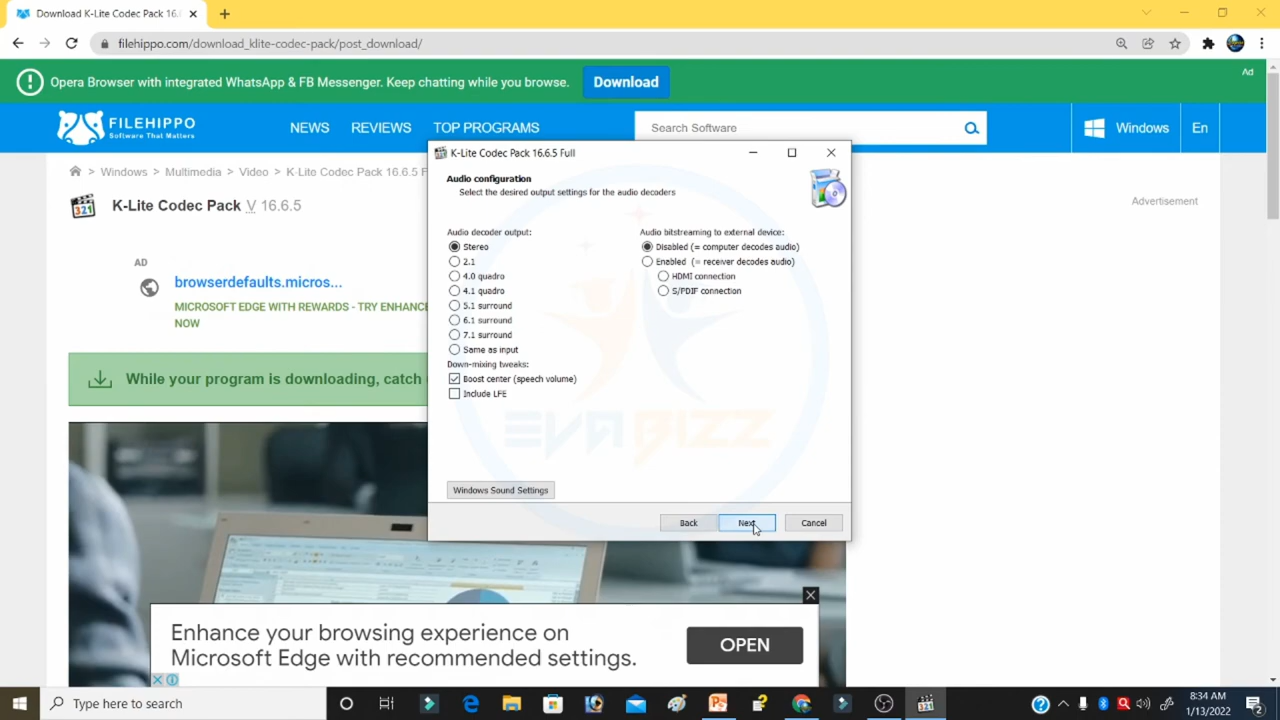 Download K-Lite Codec Pack 16.
filehippo.com/download_klite-codec-pack/post_download/
Opera Browser with integrated WhatsApp & FB Messenger. Keep chatting while you browse.
Download
Ad
FILEHIPPO
Software That Matters
NEWS
REVIEWS
TOP PROGRAMS
Search Software
Windows
En
> Windows > Multimedia > Video > K-Lite Codec Pack 16.6.5 F
K-Lite Codec Pack V 16.6.5
Advertisement
AD
browserdefaults.micros...
MICROSOFT EDGE WITH REWARDS - TRY ENHANCE
NOW
While your program is downloading, catch
K-Lite Codec Pack 16.6.5 Full
Audio configuration
Select the desired output settings for the audio decoders
Audio decoder output:
Stereo
2.1
4.0 quadro
4.1 quadro
5.1 surround
6.1 surround
7.1 surround
Same as input
Down-mixing tweaks:
Boost center (speech volume)
Include LFE
Audio bitstreaming to external device:
Disabled (= computer decodes audio)
Enabled (= receiver decodes audio)
HDMI connection
S/PDIF connection
EVA BIZZ
Windows Sound Settings
Back
Next
Cancel
Enhance your browsing experience on
Microsoft Edge with recommended settings.
OPEN
Type here to search
8:34 AM
1/13/2022
2